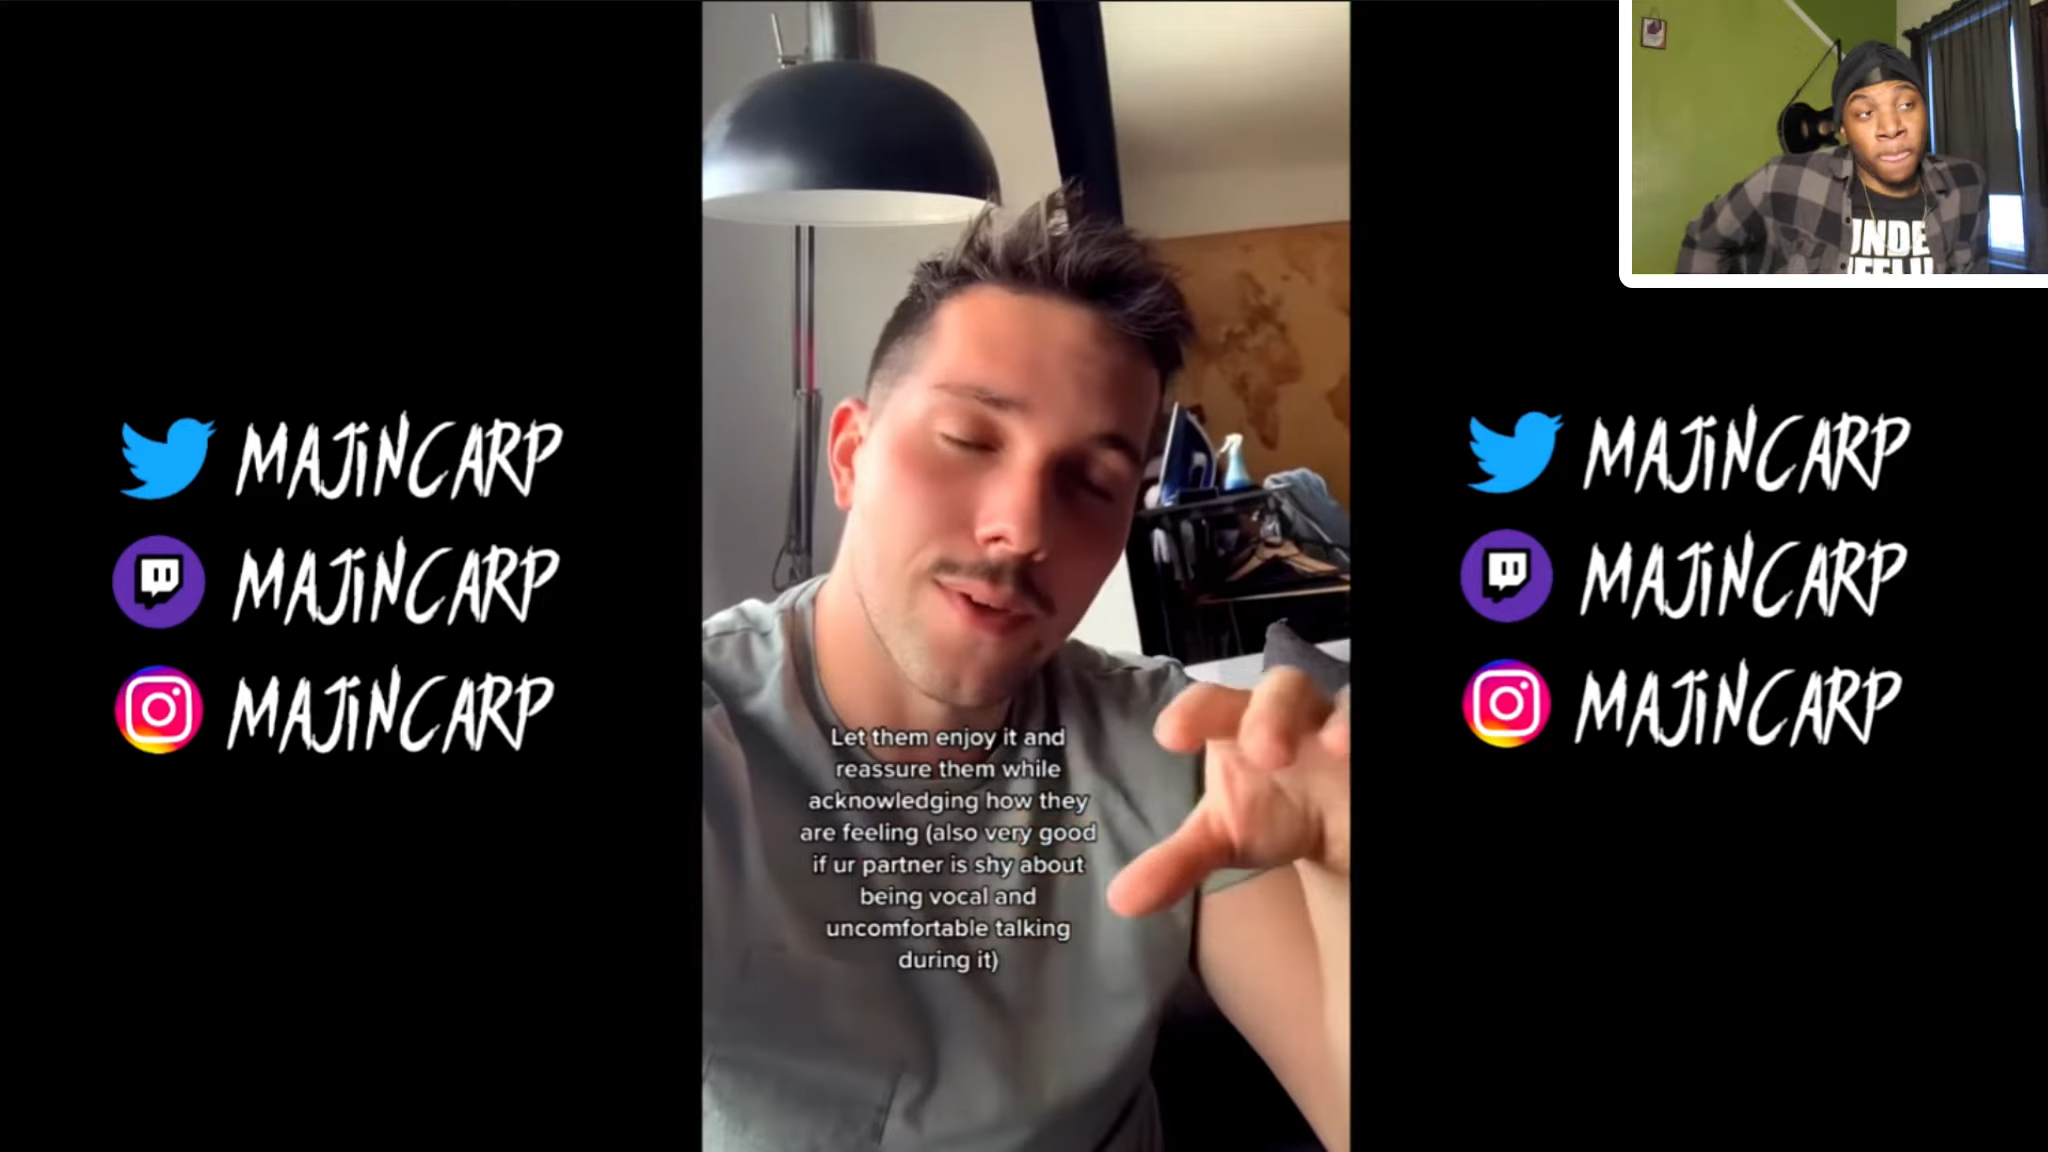 MAJINCARP
MAJINCARP
MAJINCARP
Let them enjoy it and
reassure them while
acknowledging how they
are feeling (also very good
if ur partner is shy about
being vocal and
uncomfortable talking
during it)
MAJINCARP
MAJINCARP
MAJINCARP
UNDE